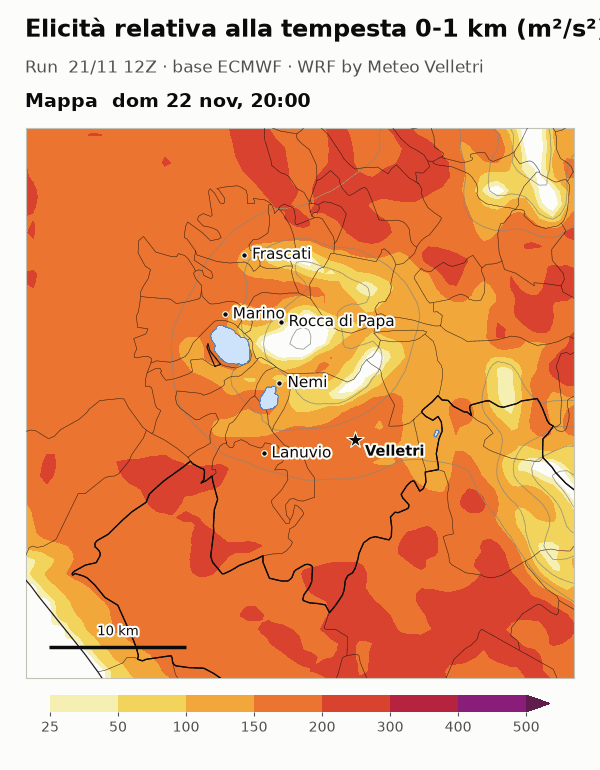 Elicità relativa alla tempesta 0-1 km (m²/s²)
Run 21/11 12Z · base ECMWF · WRF by Meteo Velletri
Mappa dom 22 nov, 20:00
Frascati
Marino
Rocca di Papa
Nemi
Velletri
Lanuvio
10 km
25 50 100 150 200 300 400 500